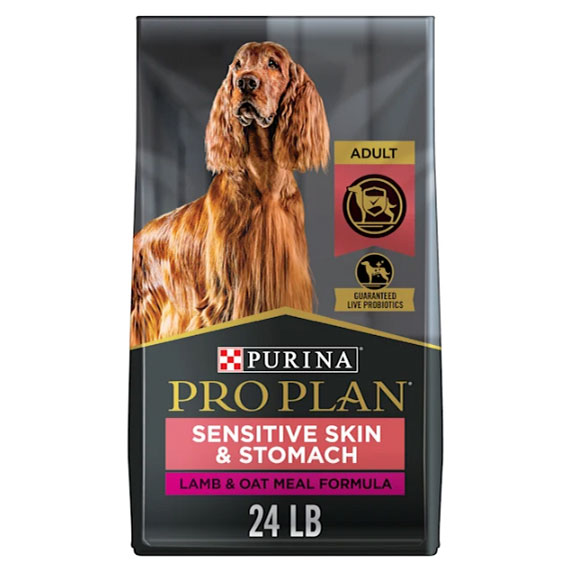 ADULT
GUARANTEED
LIVE PROBIOTICS
PURINA
PRO PLAN
SENSITIVE SKIN
& STOMACH
LAMB & OAT MEAL FORMULA
24 LB